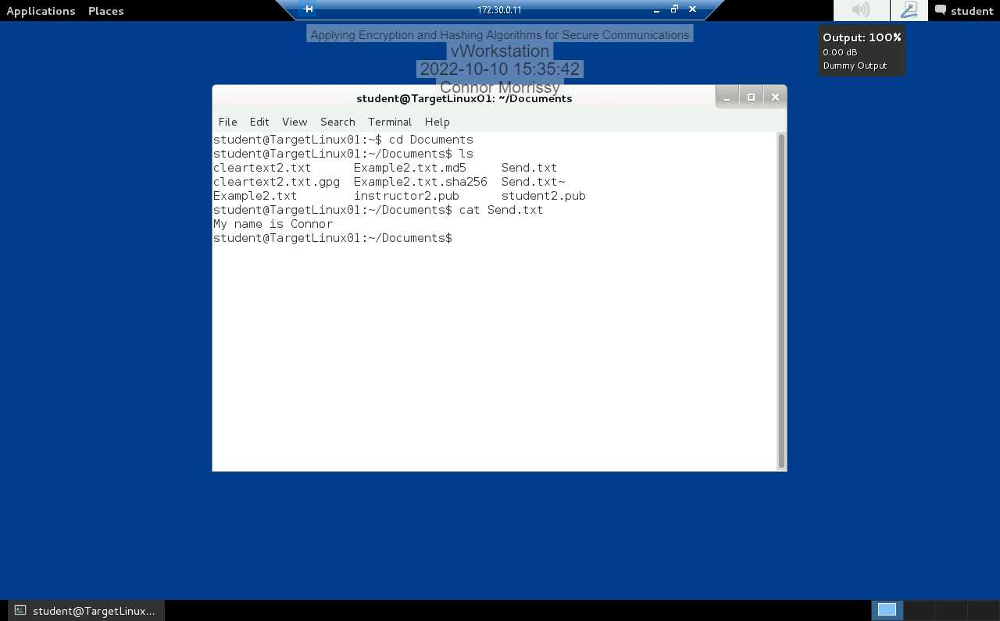 Applications Places
172.30.0.11
student
Applying Encryption and Hashing Algorithms for Secure Communications
vWorkstation
2022-10-10 15:35:42
Connor Morrissy
Output: 100%
0.00 dB
Dummy Output
student@TargetLinux01: ~/Documents
File Edit View Search Terminal Help
student@TargetLinux01:~$ cd Documents
student@TargetLinux01:~/Documents$ ls
cleartext2.txt      Example2.txt.md5     Send.txt
cleartext2.txt.gpg  Example2.txt.sha256  Send.txt~
Example2.txt        instructor2.pub      student2.pub
student@TargetLinux01:~/Documents$ cat Send.txt
My name is Connor
student@TargetLinux01:~/Documents$
student@TargetLinux...